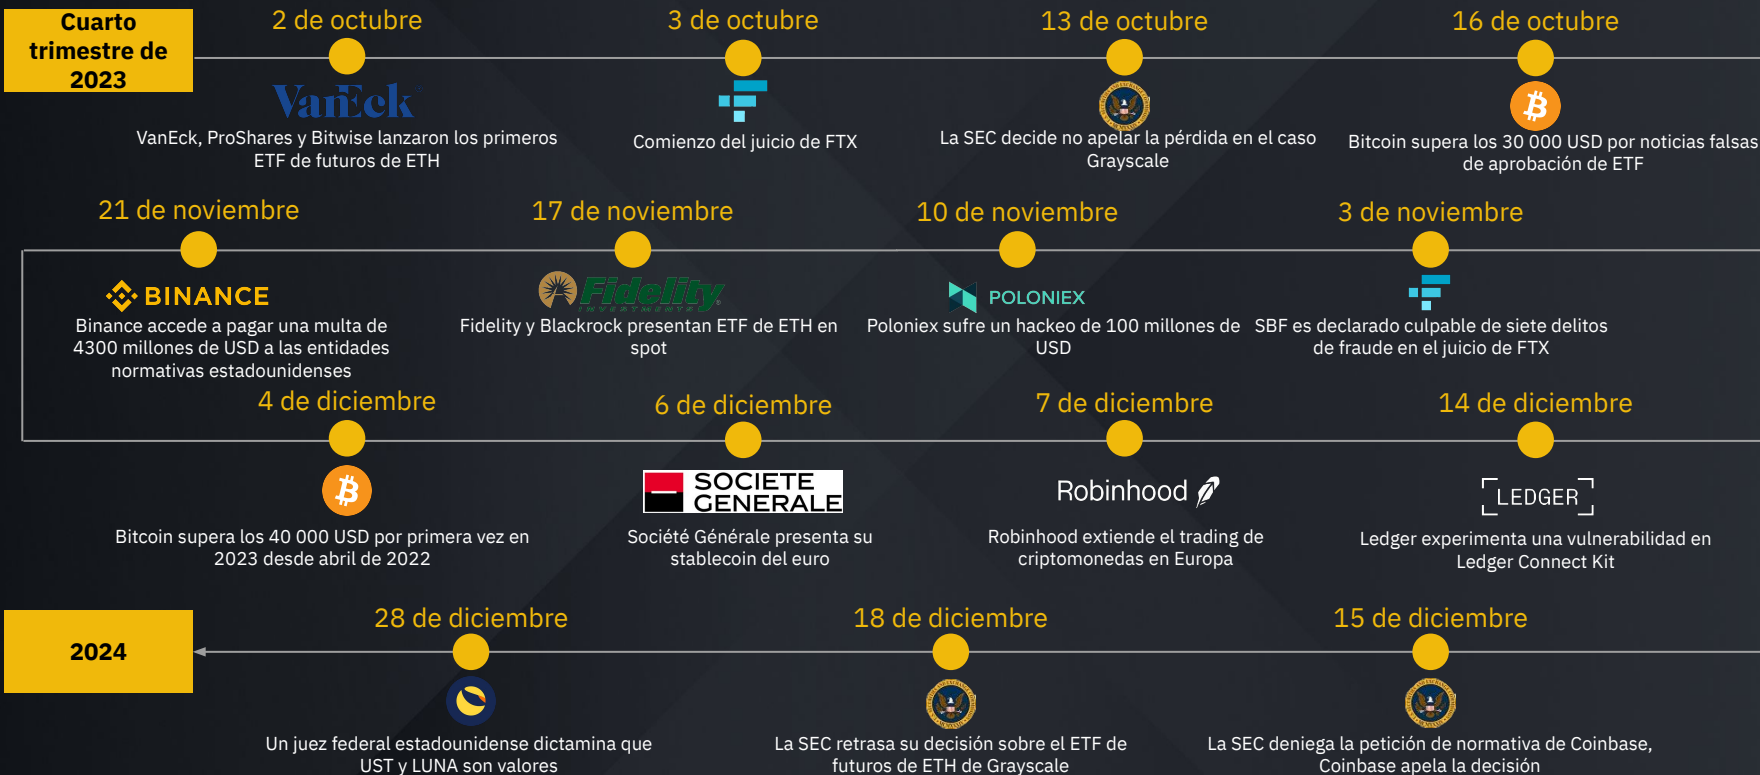 Cuarto
trimestre de
2023
2 de octubre
VanEck
VanEck, ProShares y Bitwise lanzaron los primeros
ETF de futuros de ETH
3 de octubre
Comienzo del juicio de FTX
13 de octubre
La SEC decide no apelar la pérdida en el caso
Grayscale
16 de octubre
Bitcoin supera los 30 000 USD por noticias falsas
de aprobación de ETF
3 de noviembre
SBF es declarado culpable de siete delitos
de fraude en el juicio de FTX
10 de noviembre
POLONIEX
Poloniex sufre un hackeo de 100 millones de
USD
17 de noviembre
Fidelity
INVESTMENTS
Fidelity y Blackrock presentan ETF de ETH en
spot
21 de noviembre
BINANCE
Binance accede a pagar una multa de
4300 millones de USD a las entidades
normativas estadounidenses
4 de diciembre
Bitcoin supera los 40 000 USD por primera vez en
2023 desde abril de 2022
6 de diciembre
SOCIETE
GENERALE
Société Générale presenta su
stablecoin del euro
7 de diciembre
Robinhood
Robinhood extiende el trading de
criptomonedas en Europa
14 de diciembre
LEDGER
Ledger experimenta una vulnerabilidad en
Ledger Connect Kit
15 de diciembre
La SEC deniega la petición de normativa de Coinbase,
Coinbase apela la decisión
18 de diciembre
La SEC retrasa su decisión sobre el ETF de
futuros de ETH de Grayscale
28 de diciembre
Un juez federal estadounidense dictamina que
UST y LUNA son valores
2024